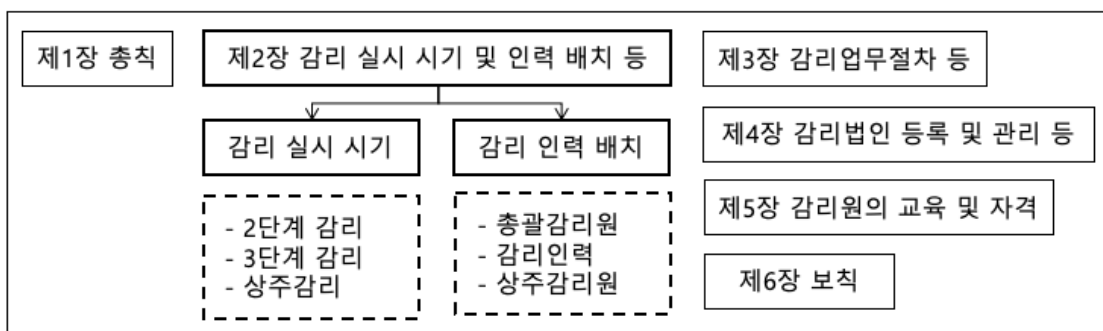 제1장 총칙
제2장 감리 실시 시기 및 인력 배치 등
감리 실시 시기
- 2단계 감리
- 3단계 감리
- 상주감리
감리 인력 배치
- 총괄감리원
- 감리인력
- 상주감리원
제3장 감리업무절차 등
제4장 감리법인 등록 및 관리 등
제5장 감리원의 교육 및 자격
제6장 보칙